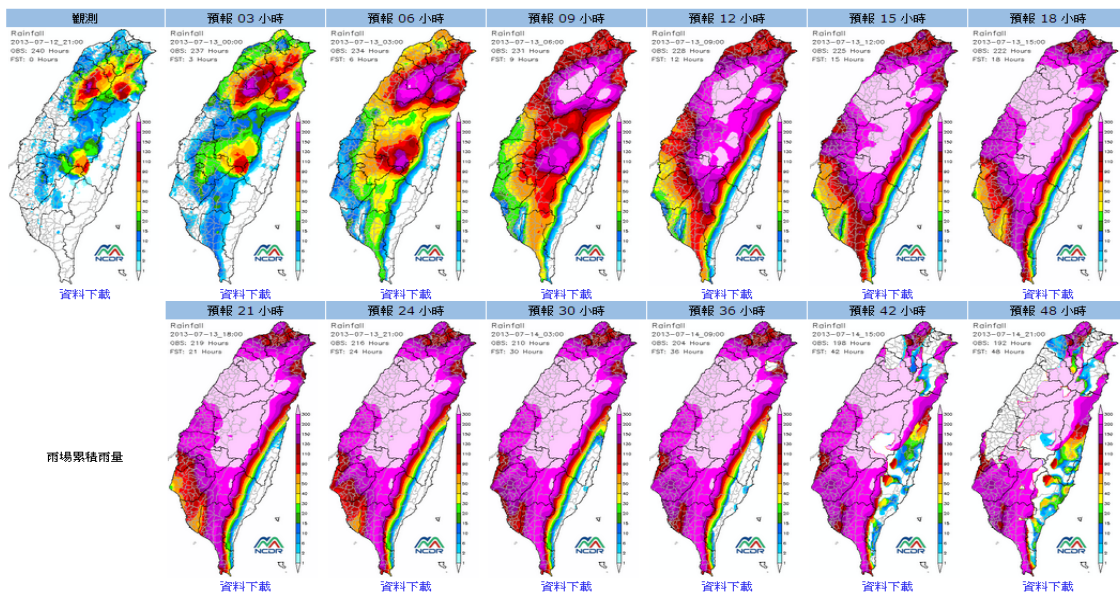 観測
Rainfall
2013-07-12_21:00
OBS: 240 Hours
FST: 0 Hours
NCDR
資料下載
預報 03 小時
Rainfall
2013-07-13_00:00
OBS: 237 Hours
FST: 3 Hours
NCDR
資料下載
預報 06 小時
Rainfall
2013-07-13_03:00
OBS: 234 Hours
FST: 6 Hours
NCDR
資料下載
預報 09 小時
Rainfall
2013-07-13_06:00
OBS: 231 Hours
FST: 9 Hours
NCDR
資料下載
預報 12 小時
Rainfall
2013-07-13_09:00
OBS: 228 Hours
FST: 12 Hours
NCDR
資料下載
預報 15 小時
Rainfall
2013-07-13_12:00
OBS: 225 Hours
FST: 15 Hours
NCDR
資料下載
預報 18 小時
Rainfall
2013-07-13_15:00
OBS: 222 Hours
FST: 18 Hours
NCDR
資料下載
雨場累積雨量
預報 21 小時
Rainfall
2013-07-13_18:00
OBS: 219 Hours
FST: 21 Hours
NCDR
資料下載
預報 24 小時
Rainfall
2013-07-13_21:00
OBS: 216 Hours
FST: 24 Hours
NCDR
資料下載
預報 30 小時
Rainfall
2013-07-14_03:00
OBS: 210 Hours
FST: 30 Hours
NCDR
資料下載
預報 36 小時
Rainfall
2013-07-14_09:00
OBS: 204 Hours
FST: 36 Hours
NCDR
資料下載
預報 42 小時
Rainfall
2013-07-14_15:00
OBS: 198 Hours
FST: 42 Hours
NCDR
資料下載
預報 48 小時
Rainfall
2013-07-14_21:00
OBS: 192 Hours
FST: 48 Hours
NCDR
資料下載